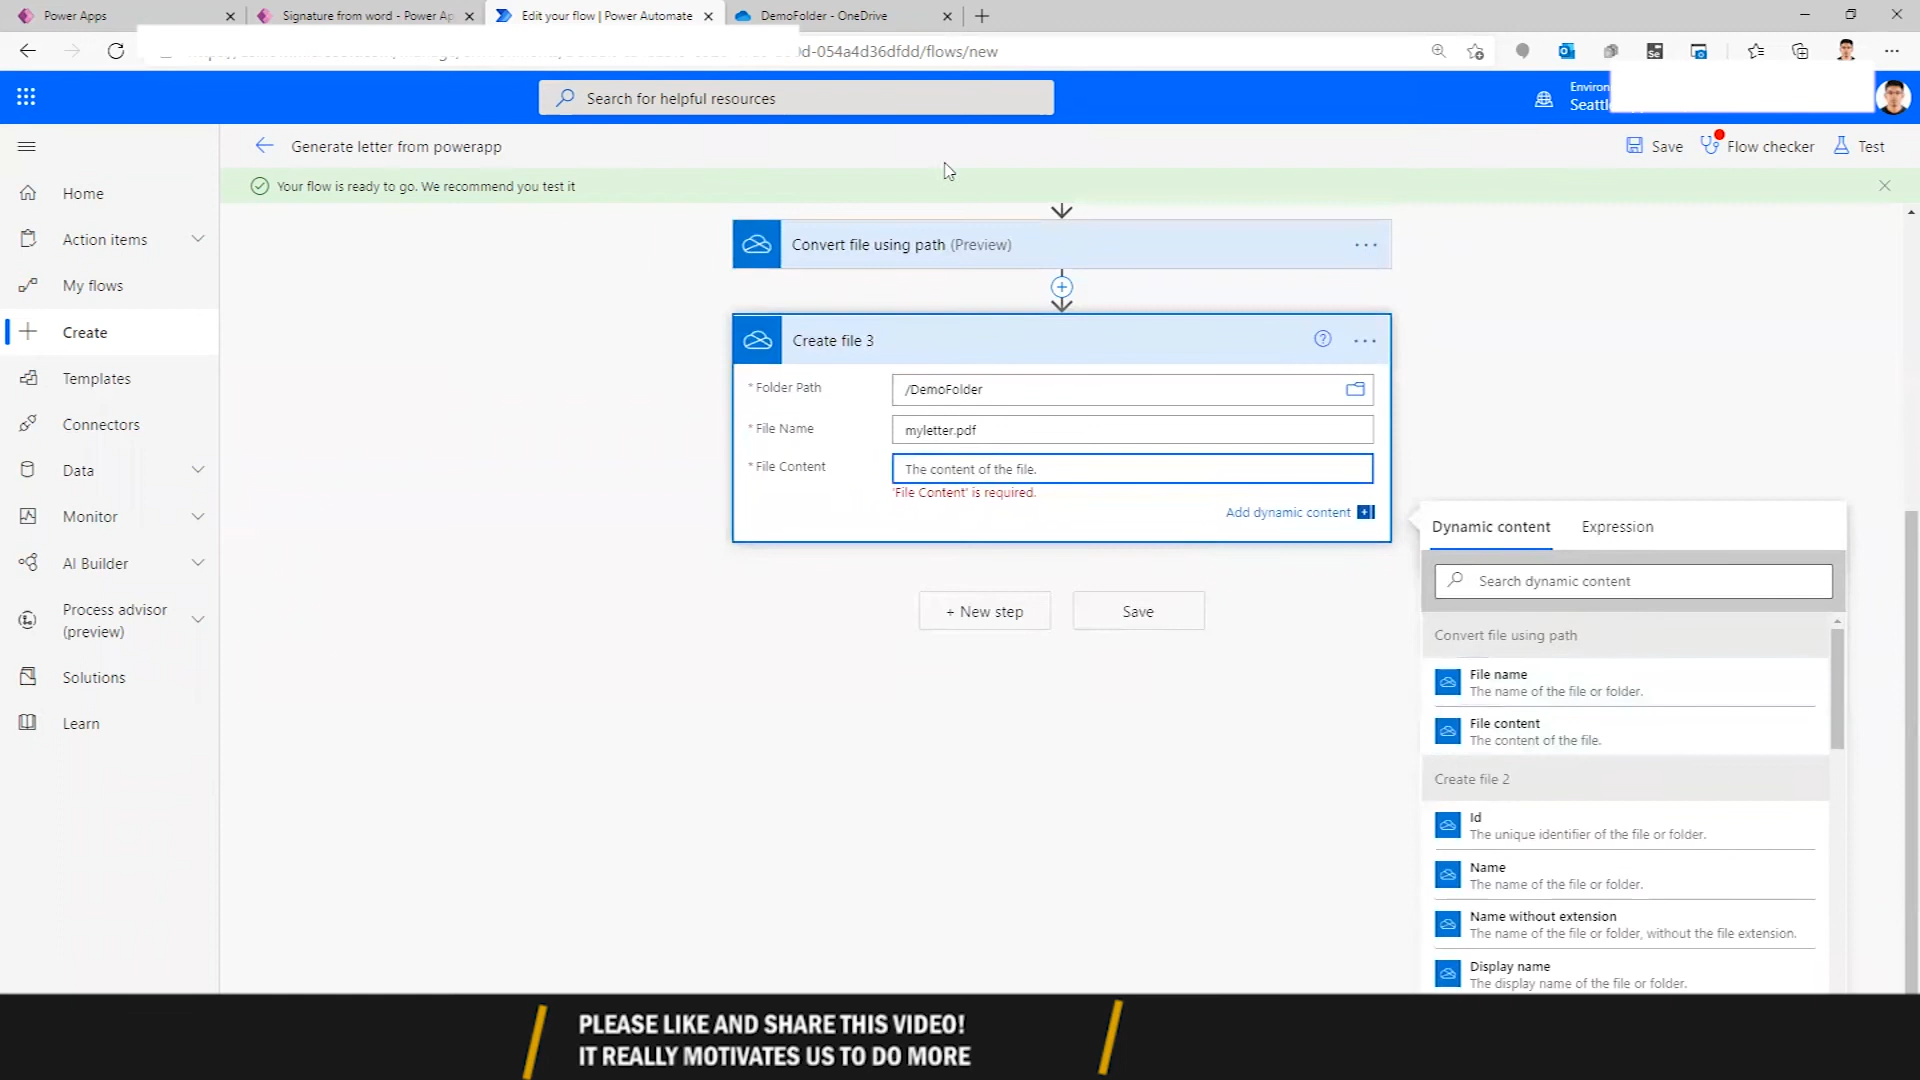 Power Apps
Signature from word - Power Ap
Edit your flow | Power Automate
DemoFolder - OneDrive
d-054a4d36dfdd/flows/new
Search for helpful resources
Environ
Seattl
Generate letter from powerapp
Save
Flow checker
Test
Your flow is ready to go. We recommend you test it
Home
Action items
My flows
Create
Templates
Connectors
Data
Monitor
AI Builder
Process advisor
(preview)
Solutions
Learn
Convert file using path (Preview)
Create file 3
* Folder Path
/DemoFolder
* File Name
myletter.pdf
* File Content
The content of the file.
'File Content' is required.
Add dynamic content
+ New step
Save
Dynamic content
Expression
Search dynamic content
Convert file using path
File name
The name of the file or folder.
File content
The content of the file.
Create file 2
Id
The unique identifier of the file or folder.
Name
The name of the file or folder.
Name without extension
The name of the file or folder, without the file extension.
Display name
The display name of the file or folder.
PLEASE LIKE AND SHARE THIS VIDEO!
IT REALLY MOTIVATES US TO DO MORE